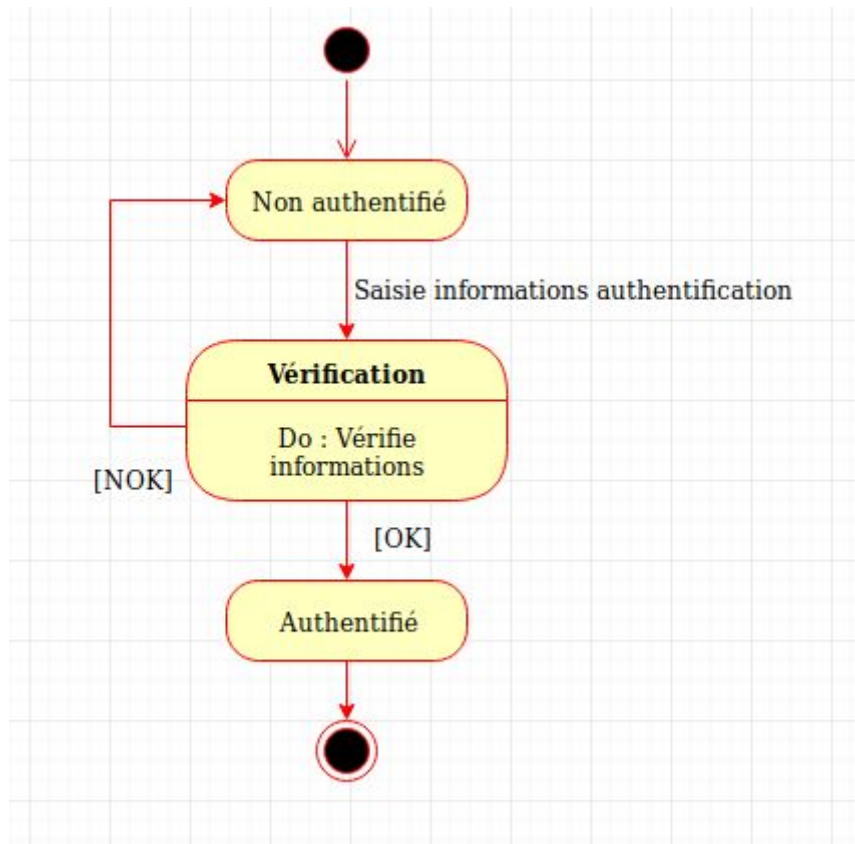 Non authentifié
Saisie informations authentification
Vérification
Do : Vérifie
informations
[NOK]
[OK]
Authentifié